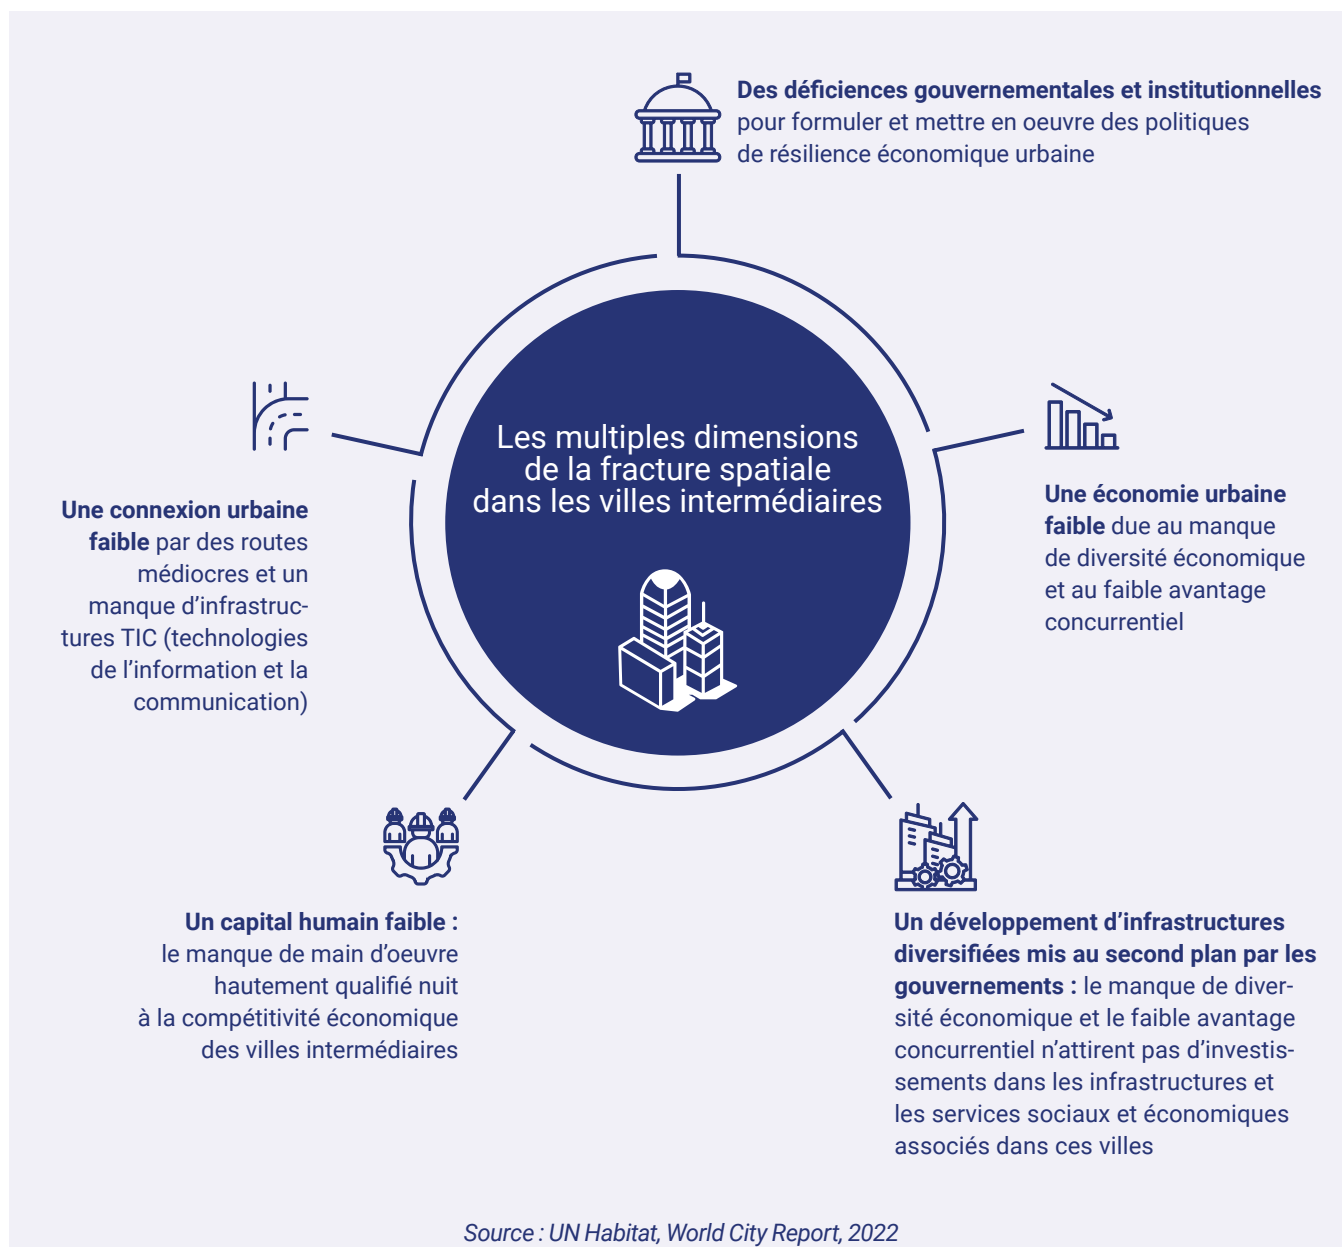 Des déficiences gouvernementales et institutionnelles
pour formuler et mettre en oeuvre des politiques
de résilience économique urbaine
Les multiples dimensions
de la fracture spatiale
dans les villes intermédiaires
Une économie urbaine
faible due au manque
de diversité économique
et au faible avantage
concurrentiel
Une connexion urbaine
faible par des routes
médiocres et un
manque d’infrastruc-
tures TIC (technologies
de l’information et la
communication)
Un capital humain faible :
le manque de main d’oeuvre
hautement qualifié nuit
à la compétitivité économique
des villes intermédiaires
Un développement d’infrastructures
diversifiées mis au second plan par les
gouvernements : le manque de diver-
sité économique et le faible avantage
concurrentiel n’attirent pas d’investis-
sements dans les infrastructures et
les services sociaux et économiques
associés dans ces villes
Source : UN Habitat, World City Report, 2022